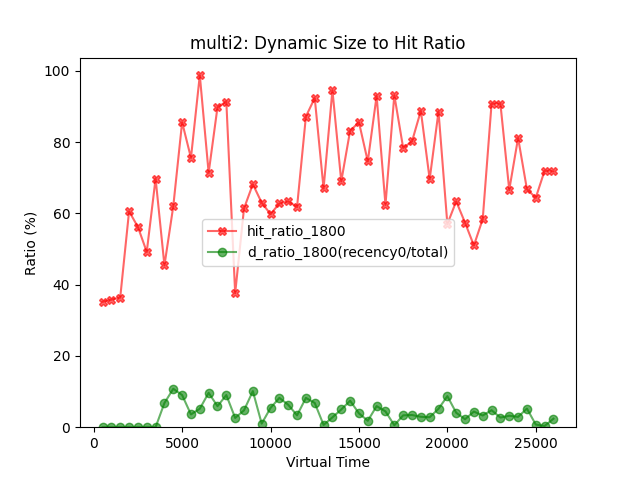 multi2: Dynamic Size to Hit Ratio
Ratio (%)
100
80
60
40
20
0
hit_ratio_1800
d_ratio_1800(recency0/total)
0
5000
10000
15000
20000
25000
Virtual Time